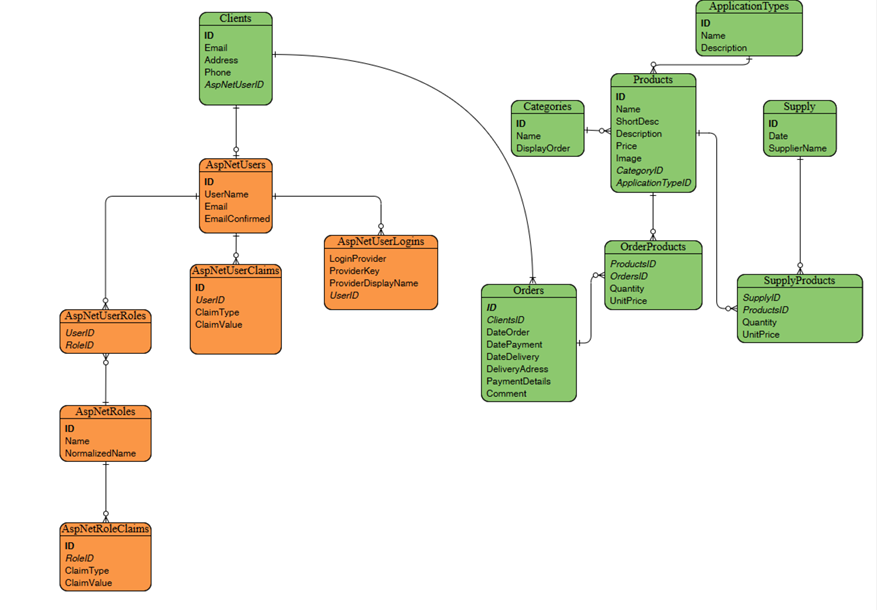 Clients
ID
Email
Address
Phone
AspNetUserID
ApplicationTypes
ID
Name
Description
Products
ID
Name
ShortDesc
Description
Price
Image
CategoryID
ApplicationTypeID
Categories
ID
Name
DisplayOrder
Supply
ID
Date
SupplierName
AspNetUsers
ID
UserName
Email
EmailConfirmed
AspNetUserLogins
LoginProvider
ProviderKey
ProviderDisplayName
UserID
AspNetUserClaims
ID
UserID
ClaimType
ClaimValue
OrderProducts
ProductsID
OrdersID
Quantity
UnitPrice
SupplyProducts
SupplyID
ProductsID
Quantity
UnitPrice
Orders
ID
ClientsID
DateOrder
DatePayment
DateDelivery
DeliveryAdress
PaymentDetails
Comment
AspNetUserRoles
UserID
RoleID
AspNetRoles
ID
Name
NormalizedName
AspNetRoleClaims
ID
RoleID
ClaimType
ClaimValue